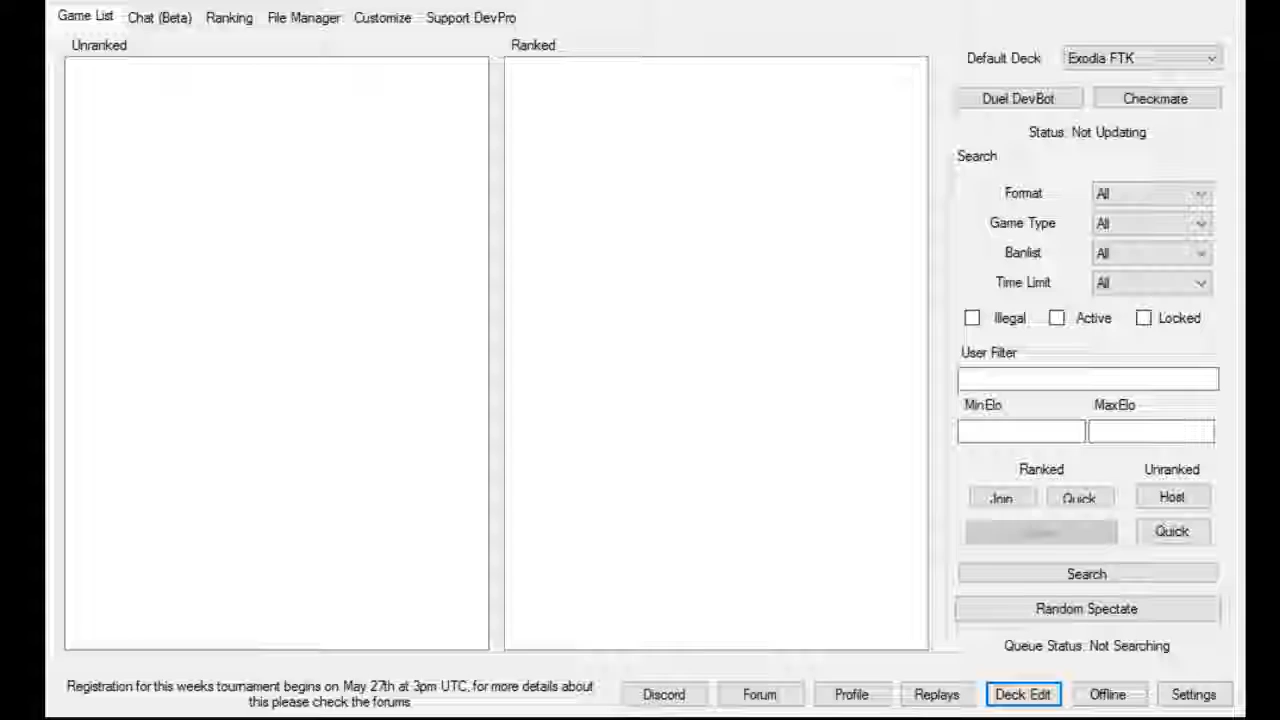 Game List Chat (Beta) Ranking File Manager Customize Support DevPro
Unranked
Ranked
Default Deck Exodia FTK
Duel DevBot Checkmate
Status: Not Updating
Search
Format All
Game Type All
Banlist All
Time Limit All
Illegal Active Locked
User Filter
MinElo MaxElo
Ranked Unranked
Join Quick Host
Quick
Search
Random Spectate
Queue Status: Not Searching
Registration for this weeks tournament begins on May 27th at 3pm UTC, for more details about
this please check the forums
Discord Forum Profile Replays Deck Edit Offline Settings